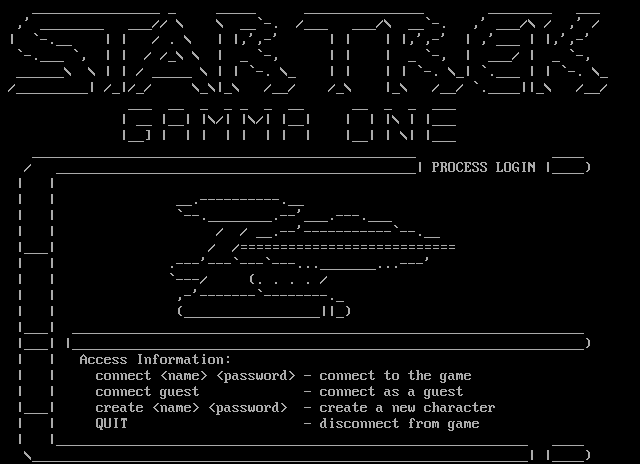 STAR TREK
GAMMA ONE
PROCESS LOGIN
Access Information:
connect <name> <password> - connect to the game
connect guest - connect as a guest
create <name> <password> - create a new character
QUIT - disconnect from game